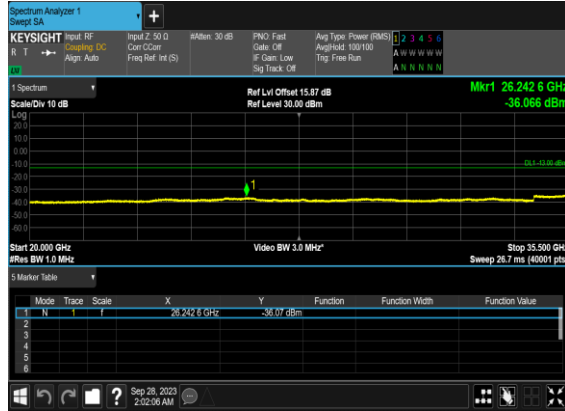 Spectrum Analyzer 1
Swept SA
+
KEYSIGHT Input: RF Input Z: 50 Ω #Atten: 30 dB PNO: Fast Avg Type: Power (RMS) 1 2 3 4 5 6
R T Coupling: DC Corr CCorr Gate: Off Avg|Hold: 100/100 A W W W W W
Align: Auto Freq Ref: Int (S) IF Gain: Low Trig: Free Run
LW Sig Track: Off A N N N N N
1 Spectrum Ref Lvl Offset 15.87 dB Mkr1 26.242 6 GHz
Scale/Div 10 dB Ref Level 30.00 dBm -36.066 dBm
Log
20.0
10.0
0.00
-10.0 DL1 -13.00 dBm
-20.0
-30.0 1
-40.0
-50.0
-60.0
Start 20.000 GHz Video BW 3.0 MHz* Stop 35.500 GHz
#Res BW 1.0 MHz Sweep 26.7 ms (40001 pts
5 Marker Table
Mode Trace Scale X Y Function Function Width Function Value
1 N 1 f 26.242 6 GHz -36.07 dBm
2
3
4
5
6
? Sep 28, 2023
2:02:06 AM